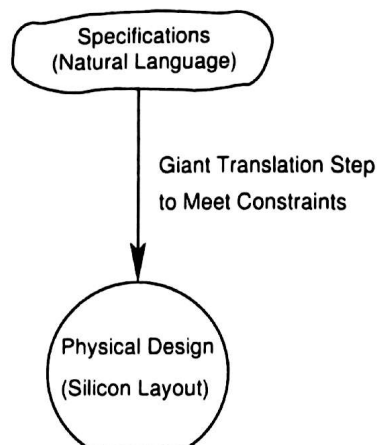 Specifications
(Natural Language)
Giant Translation Step
to Meet Constraints
Physical Design
(Silicon Layout)